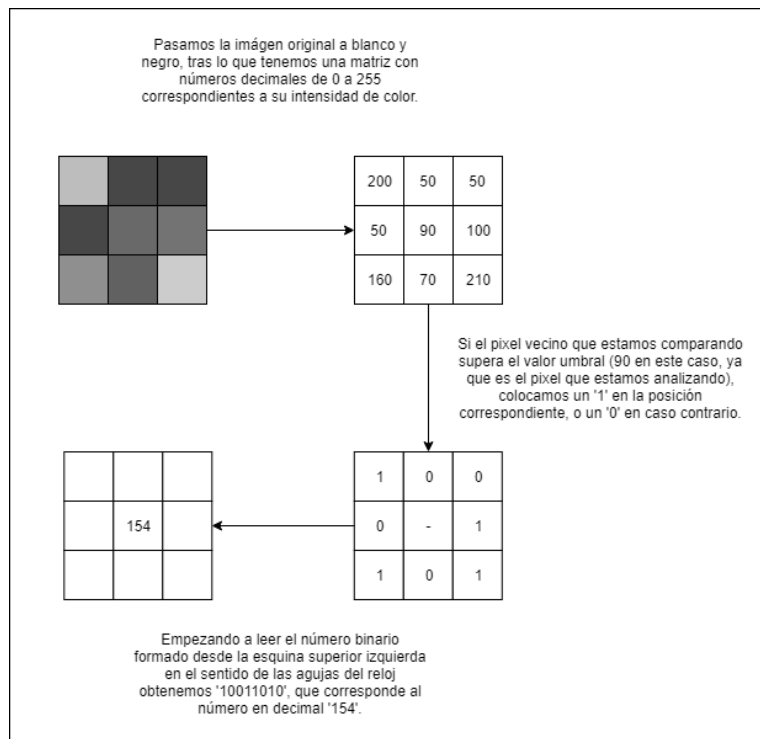 Pasamos la imágen original a blanco y
negro, tras lo que tenemos una matriz con
números decimales de 0 a 255
correspondientes a su intensidad de color.
200 50 50
50 90 100
160 70 210
Si el pixel vecino que estamos comparando
supera el valor umbral (90 en este caso, ya
que es el pixel que estamos analizando),
colocamos un '1' en la posición
correspondiente, o un '0' en caso contrario.
1 0 0
0 - 1
1 0 1
154
Empezando a leer el número binario
formado desde la esquina superior izquierda
en el sentido de las agujas del reloj
obtenemos '10011010', que corresponde al
número en decimal '154'.